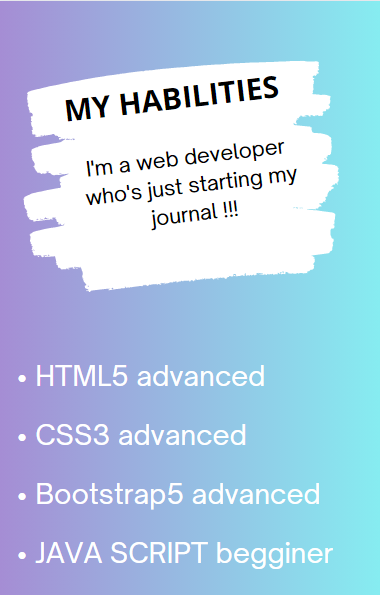 MY HABILITIES
I'm a web developer
who's just starting my
journal !!!
• HTML5 advanced
• CSS3 advanced
• Bootstrap5 advanced
• JAVA SCRIPT begginer